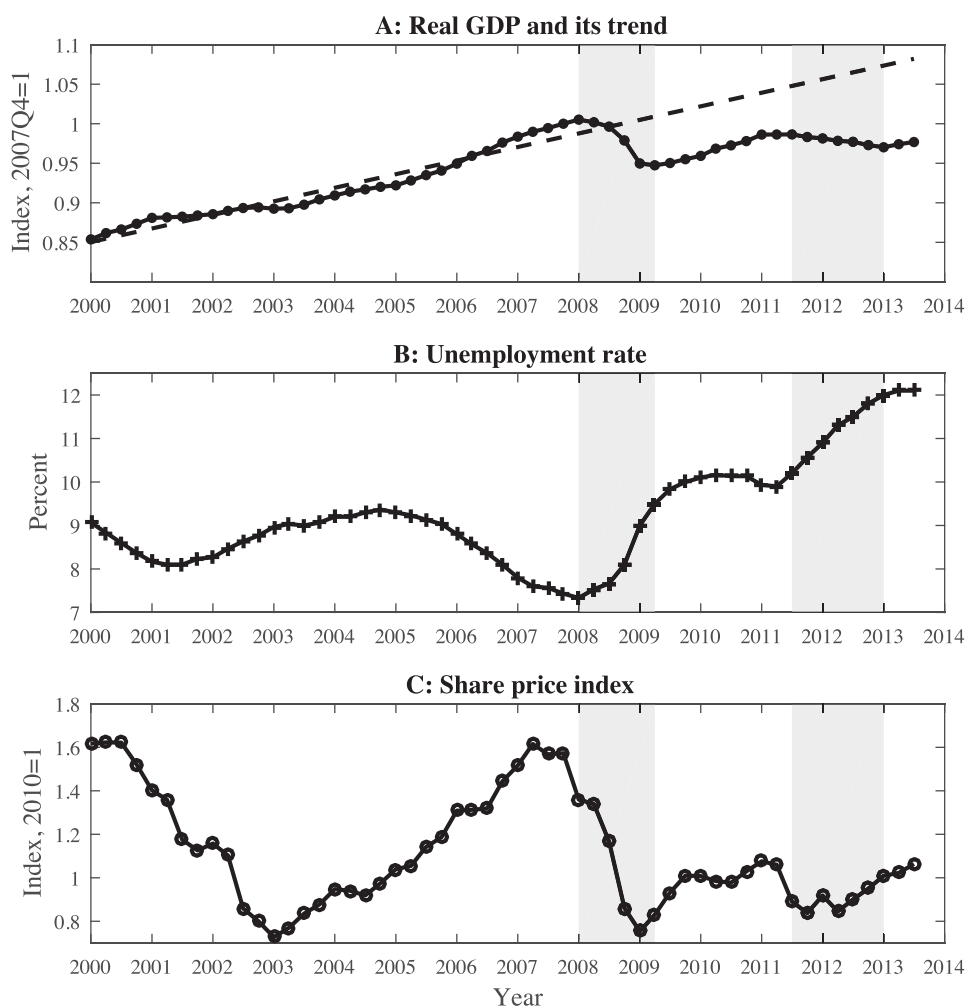 A: Real GDP and its trend
Index, 2007Q4=1
1.1
1.05
1
0.95
0.9
0.85
2000 2001 2002 2003 2004 2005 2006 2007 2008 2009 2010 2011 2012 2013 2014
B: Unemployment rate
Percent
12
11
10
9
8
7
2000 2001 2002 2003 2004 2005 2006 2007 2008 2009 2010 2011 2012 2013 2014
C: Share price index
Index, 2010=1
1.8
1.6
1.4
1.2
1
0.8
2000 2001 2002 2003 2004 2005 2006 2007 2008 2009 2010 2011 2012 2013 2014
Year